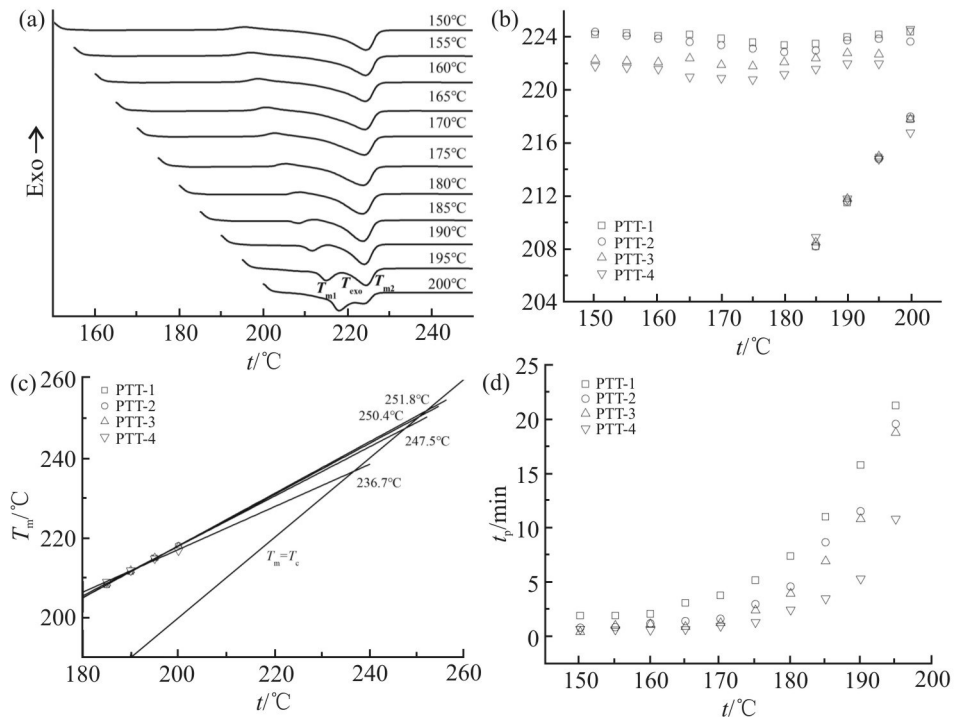 (a)
150℃
155℃
160℃
165℃
170℃
175℃
180℃
185℃
190℃
195℃
200℃
Tm1 Texo Tm2
Exo →
160 180 200 220 240
t/℃
(b)
224
220
216
212
208
204
PTT-1
PTT-2
PTT-3
PTT-4
150 160 170 180 190 200
t/℃
(c)
260
240
220
200
Tm/℃
PTT-1
PTT-2
PTT-3
PTT-4
251.8℃
250.4℃
247.5℃
236.7℃
Tm=Tc
180 200 220 240 260
t/℃
(d)
25
20
15
10
5
0
tp/min
PTT-1
PTT-2
PTT-3
PTT-4
150 160 170 180 190 200
t/℃